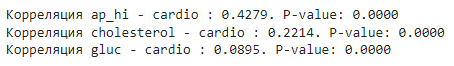 Корреляция ap_hi - cardio : 0.4279. P-value: 0.0000
Корреляция cholesterol - cardio : 0.2214. P-value: 0.0000
Корреляция gluc - cardio : 0.0895. P-value: 0.0000